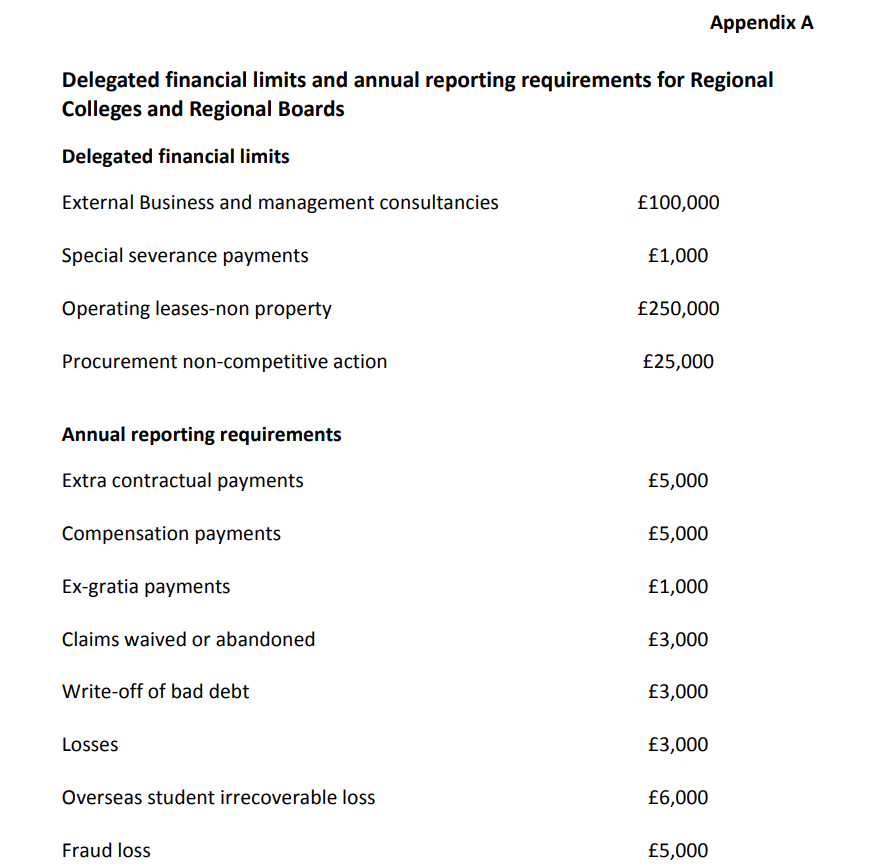 Appendix A
Delegated financial limits and annual reporting requirements for Regional
Colleges and Regional Boards
Delegated financial limits
External Business and management consultancies £100,000
Special severance payments £1,000
Operating leases-non property £250,000
Procurement non-competitive action £25,000
Annual reporting requirements
Extra contractual payments £5,000
Compensation payments £5,000
Ex-gratia payments £1,000
Claims waived or abandoned £3,000
Write-off of bad debt £3,000
Losses £3,000
Overseas student irrecoverable loss £6,000
Fraud loss £5,000